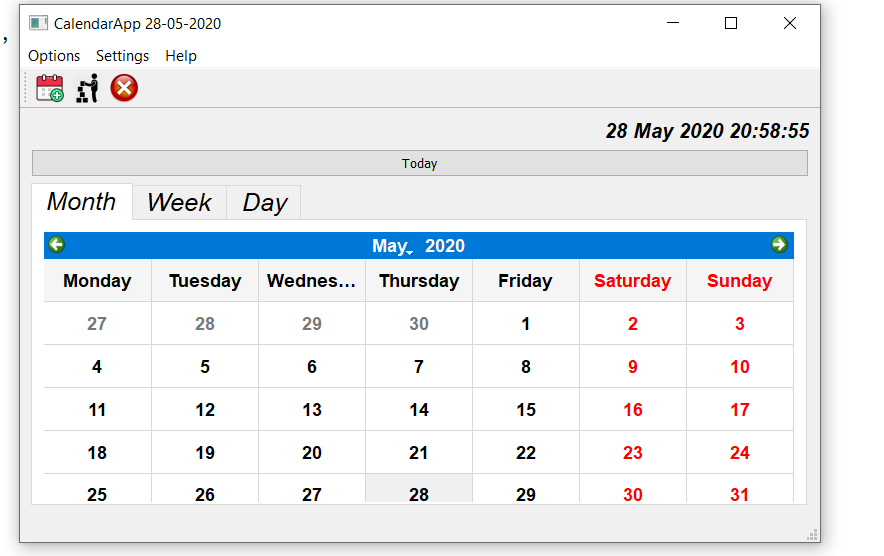 ,
CalendarApp 28-05-2020
Options Settings Help
28 May 2020 20:58:55
Today
Month Week Day
May 2020
Monday Tuesday Wednes... Thursday Friday Saturday Sunday
27 28 29 30 1 2 3
4 5 6 7 8 9 10
11 12 13 14 15 16 17
18 19 20 21 22 23 24
25 26 27 28 29 30 31